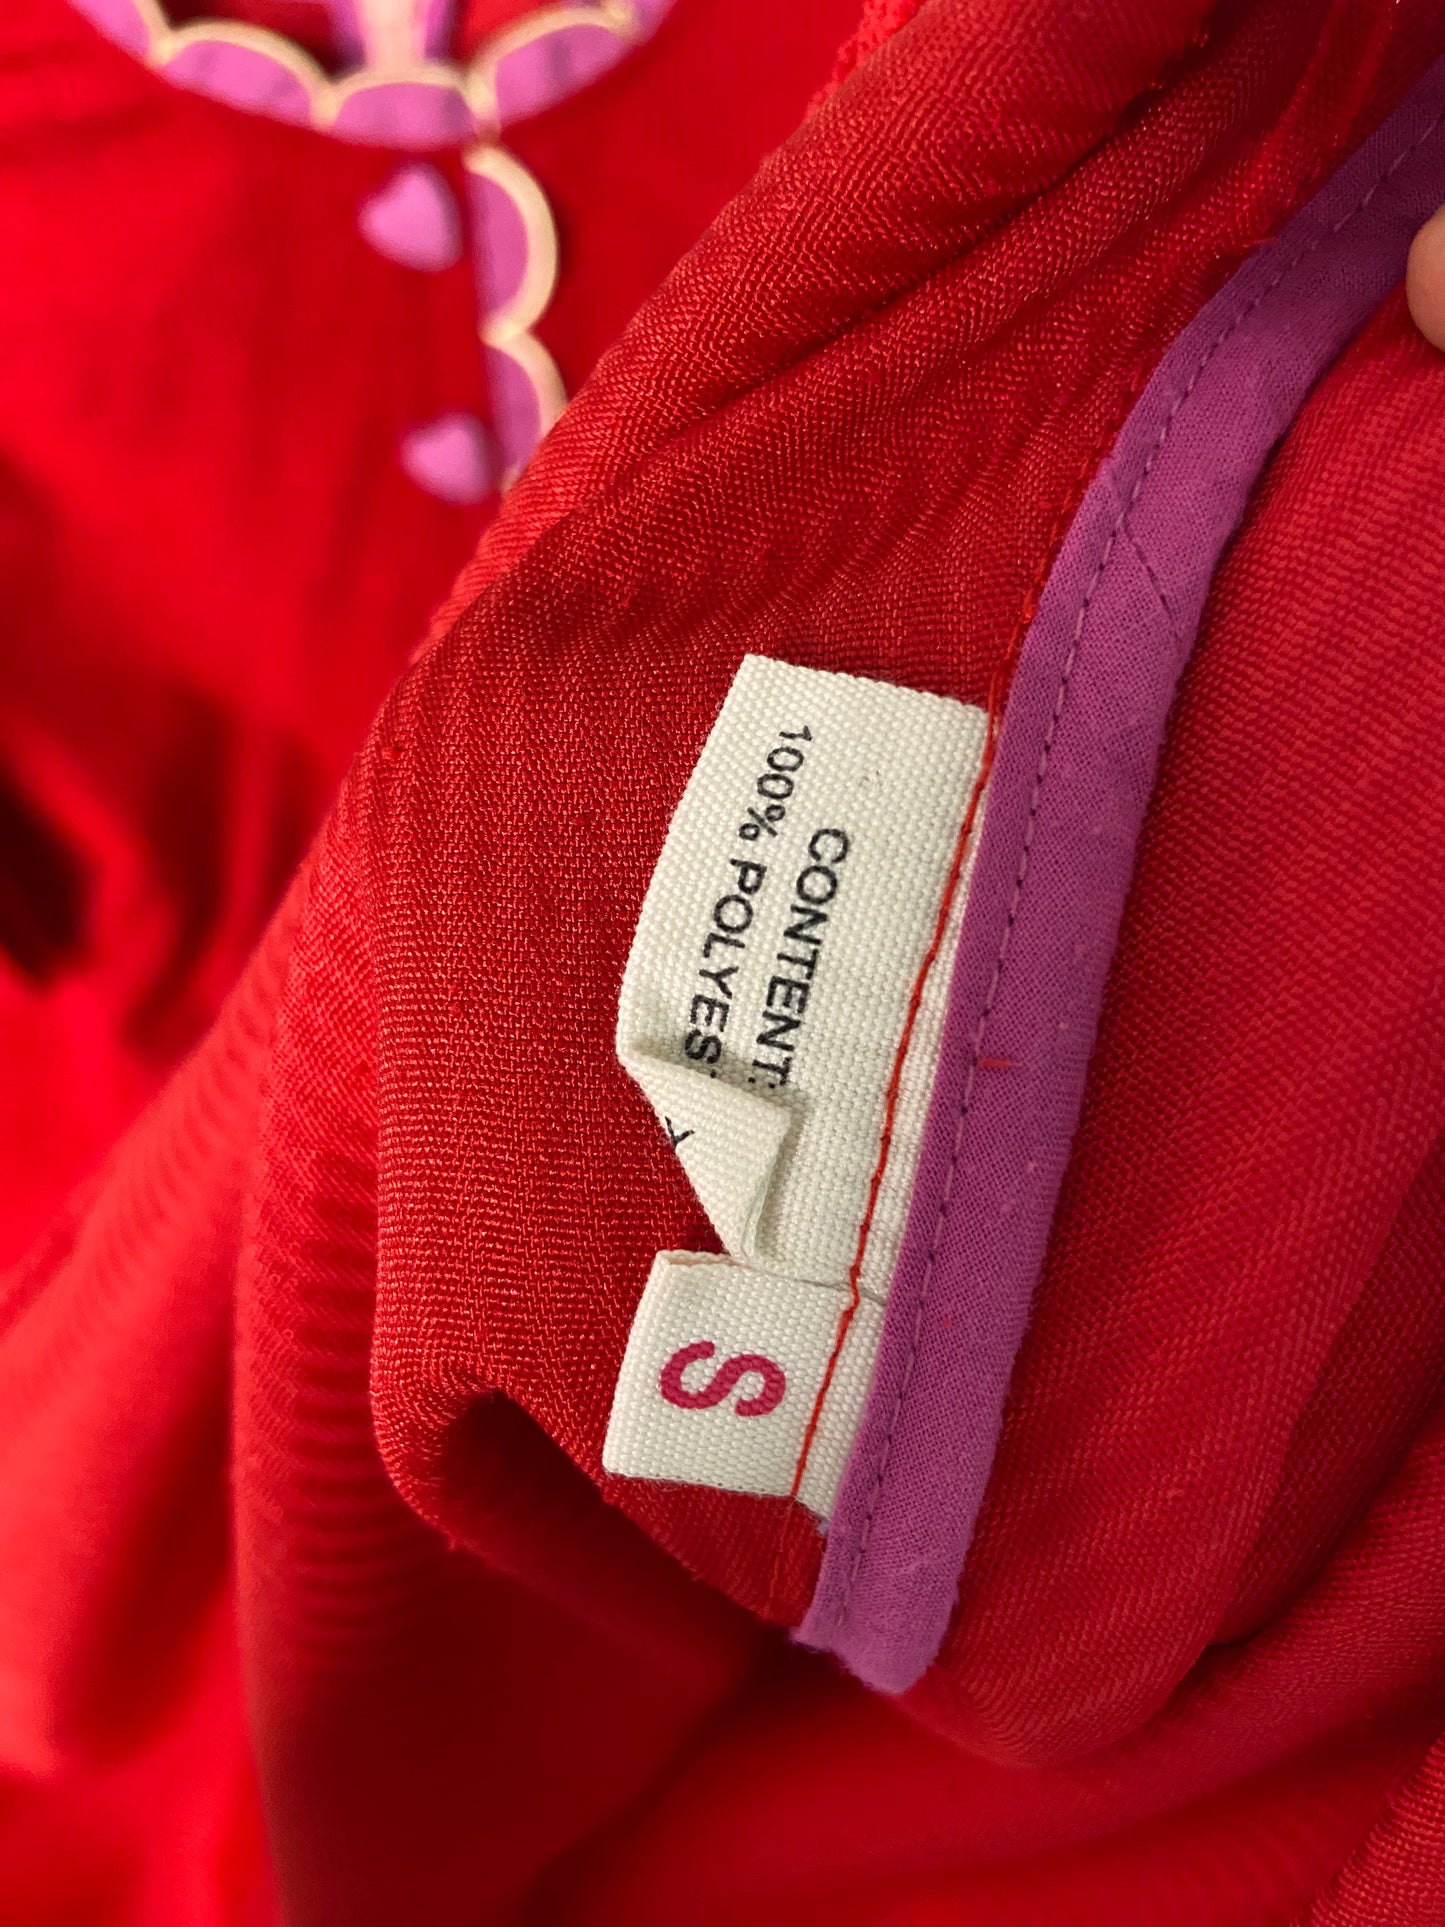 CONTENT:
100% POLYES
S